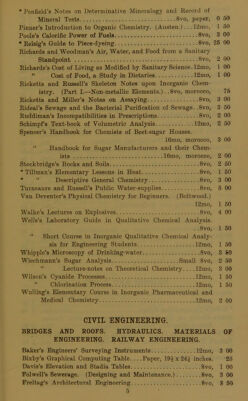 * Penfield's Notes on Determinative Mineralogy and Record of
Mineral Tests.....8vo, paper, 0 50
Pinner's Introduction to Organic Chemistry. (Austen.)...12mo, 1 50
Poole's Calorific Power of Fuels.....8vo, 3 00
* Reisig's Guide to Piece-dyeing.....8vo, 25 00
Richards and Woodman's Air, Water, and Food from a Sanitary
Standpoint.....8vo, 2 00
Richards's Cost of Living as Modified by Sanitary Science.12mo, 1 00
" Cost of Food, a Study in Dietaries.....12mo, 1 00
Ricketts and Russell's Skeleton Notes upon Inorganic Chemistry. (Part I.—Non-metallic Elements.)..8vo, morocco, 75
Ricketts and Miller's Notes on Assaying.....8vo, 3 00
Rideal's Sewage and the Bacterial Purification of Sewage..8vo, 3 50
Ruddiman's Incompatibilities in Prescriptions.....8vo, 2 00
Schimpf's Text-book of Volumetric Analysis.....12mo, 2 50
Spencer's Handbook for Chemists of Beet-sugar Houses.
16mo, morocco, 3 00
" Handbook for Sugar Manufacturers and their Chemists.....16mo, morocco, 2 00
Stockbridge's Rocks and Soils.....8vo, 2 50
* Tillman's Elementary Lessons in Heat.....8vo, 1 50
* " Descriptive General Chemistry.....8vo, 3 00
Turneaure and Russell's Public Water-supplies.....8vo, 5 00
Van Deventer's Physical Chemistry for Beginners. (Boltwood.)
12mo, 1 50
Walke's Lectures on Explosives.....8vo, 4 00
Wells's Laboratory Guide in Qualitative Chemical Analysis.
8vo, 1 50
" Short Course in Inorganic Qualitative Chemical Analysis for Engineering Students.....12mo, 1 50
Whipple's Microscopy of Drinking-water.....8vo, 3 50
Wiechmann's Sugar Analysis.....Small 8vo, 2 50
" Lecture-notes on Theoretical Chemistry....12mo, 3 00
Wilson's Cyanide Processes.....12mo, 1 50
" Chlorination Process.....12mo, 1 50
Wulling's Elementary Course in Inorganic Pharmaceutical and
Medical Chemistry.....12mo, 2 00
CIVIL ENGINEERING.
BRIDGES AND ROOFS. HYDRAULICS. MATERIALS OF
ENGINEERING. RAILWAY ENGINEERING.
Baker's Engineers' Surveying Instruments.....12mo, 3 00
Bixby's Graphical Computing Table....Paper, 19½ x 24¼ inches. 25
Davis's Elevation and Stadia Tables.....8vo, 1 00
Folwell's Sewerage. (Designing and Maintenance.).....8vo, 3 00
Freitag's Architectural Engineering.....8vo, 3 50
5